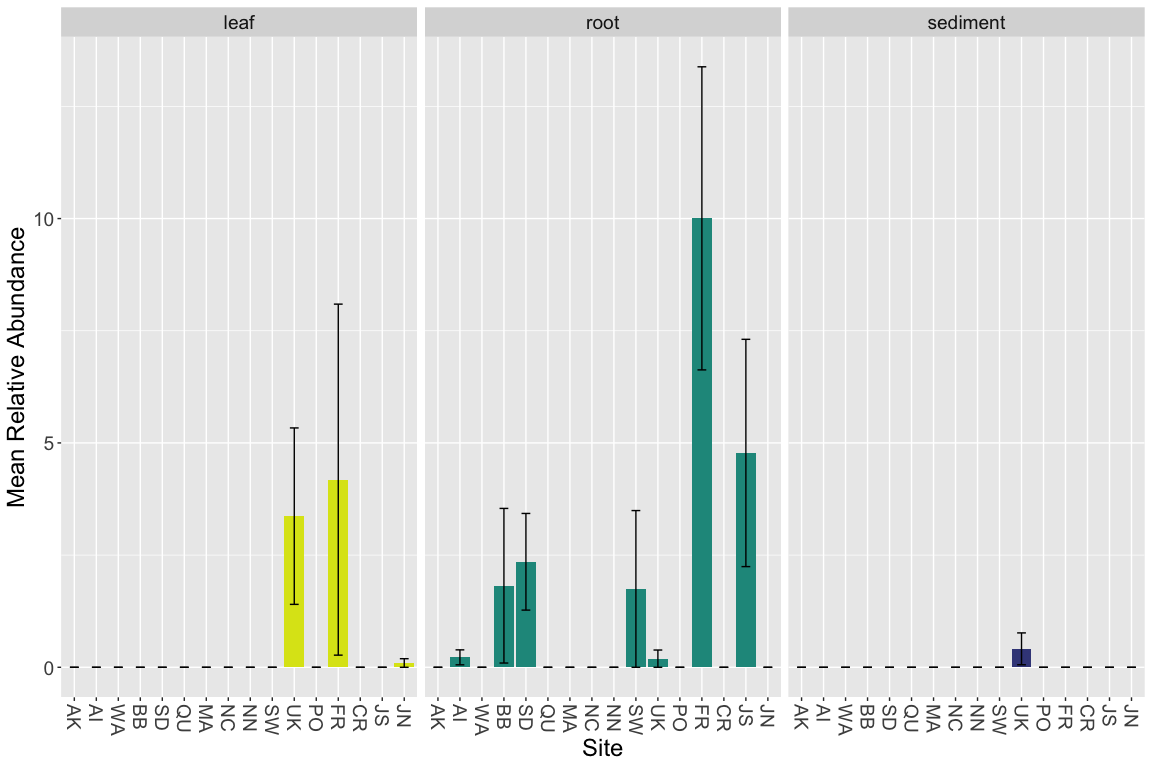 leaf root sediment
Mean Relative Abundance
10
5
0
AK AI WA BB SD QU MA NC NN SW UK PO FR CR JS JN AK AI WA BB SD QU MA NC NN SW UK PO FR CR JS JN AK AI WA BB SD QU MA NC NN SW UK PO FR CR JS JN
Site